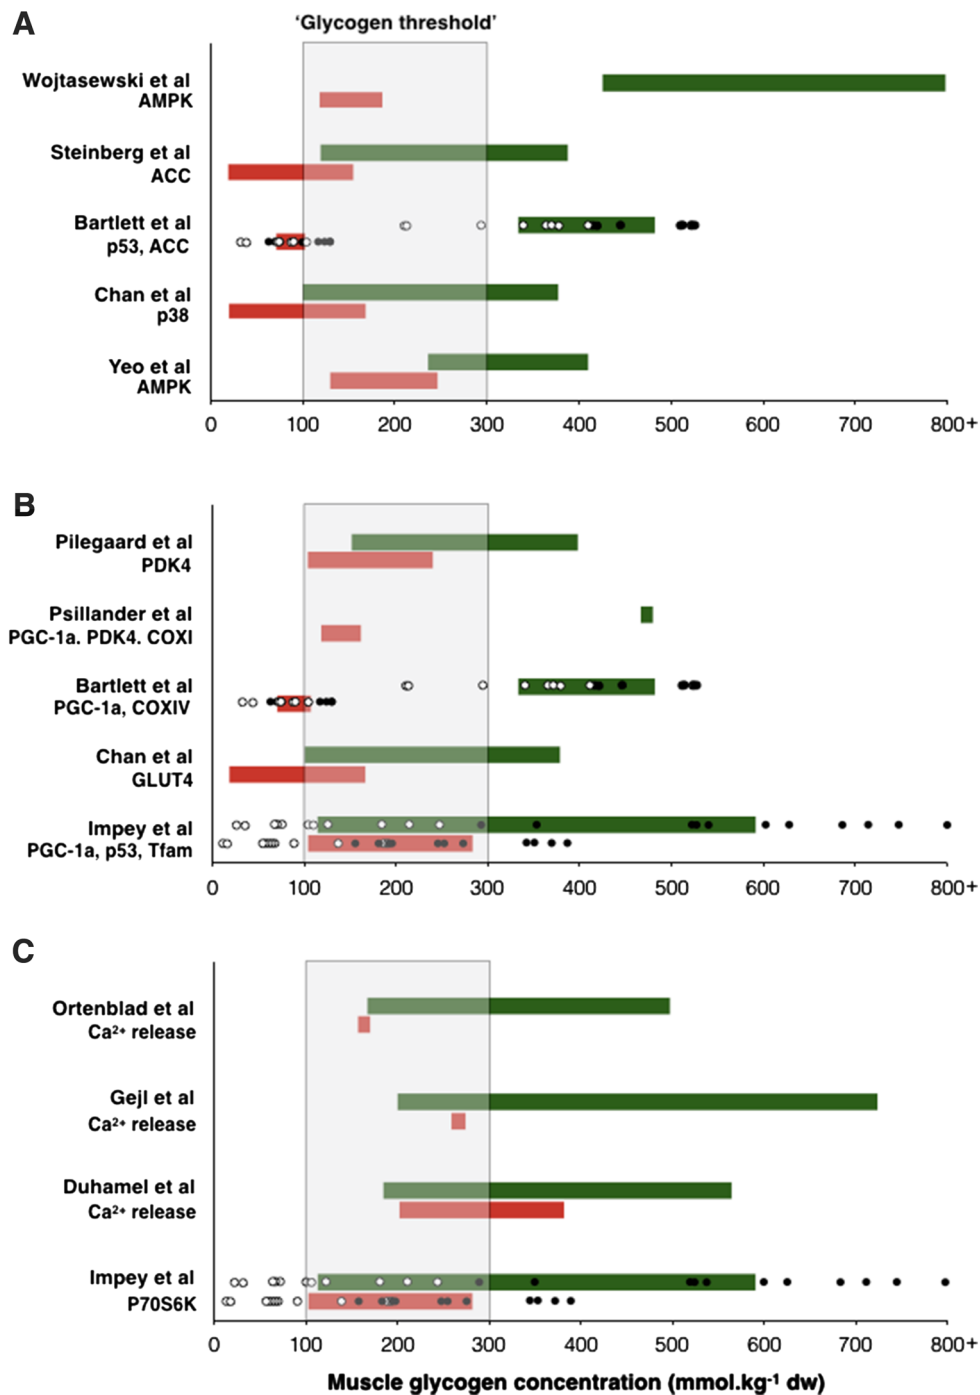 A
‘Glycogen threshold’
Wojtasewski et al
AMPK
Steinberg et al
ACC
Bartlett et al
p53, ACC
Chan et al
p38
Yeo et al
AMPK
0 100 200 300 400 500 600 700 800+
B
Pilegaard et al
PDK4
Psillander et al
PGC-1a. PDK4. COXI
Bartlett et al
PGC-1a, COXIV
Chan et al
GLUT4
Impey et al
PGC-1a, p53, Tfam
0 100 200 300 400 500 600 700 800+
C
Ortenblad et al
Ca²⁺ release
Gejl et al
Ca²⁺ release
Duhamel et al
Ca²⁺ release
Impey et al
P70S6K
0 100 200 300 400 500 600 700 800+
Muscle glycogen concentration (mmol.kg⁻¹ dw)